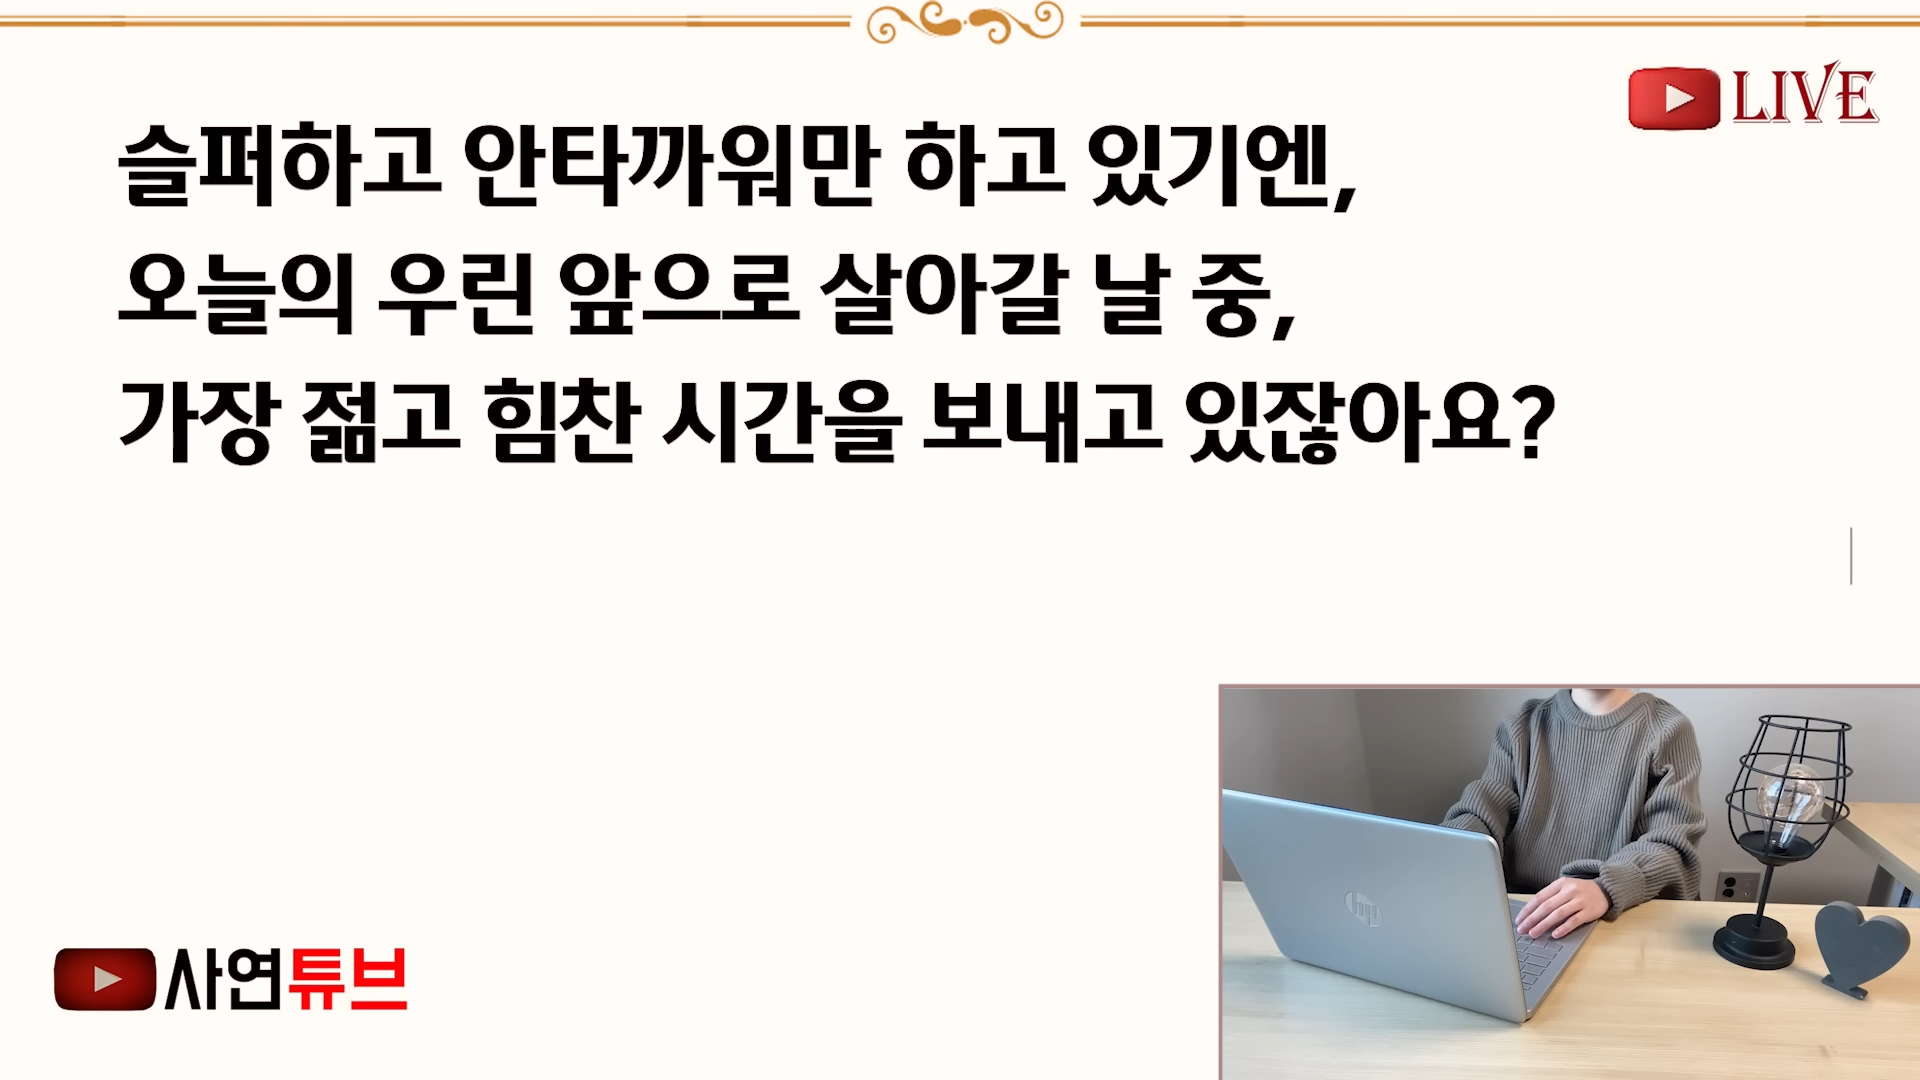 LIVE
슬퍼하고 안타까워만 하고 있기엔,
오늘의 우린 앞으로 살아갈 날 중,
가장 젊고 힘찬 시간을 보내고 있잖아요?
hp
사연튜브